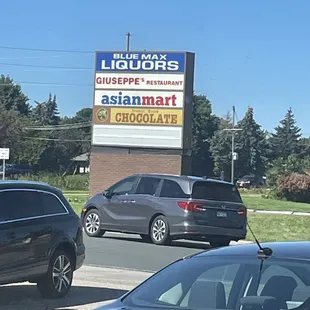 BLUE MAX
LIQUORS
GIUSEPPE'S RESTAURANT
asianmart
CHOCOLATE